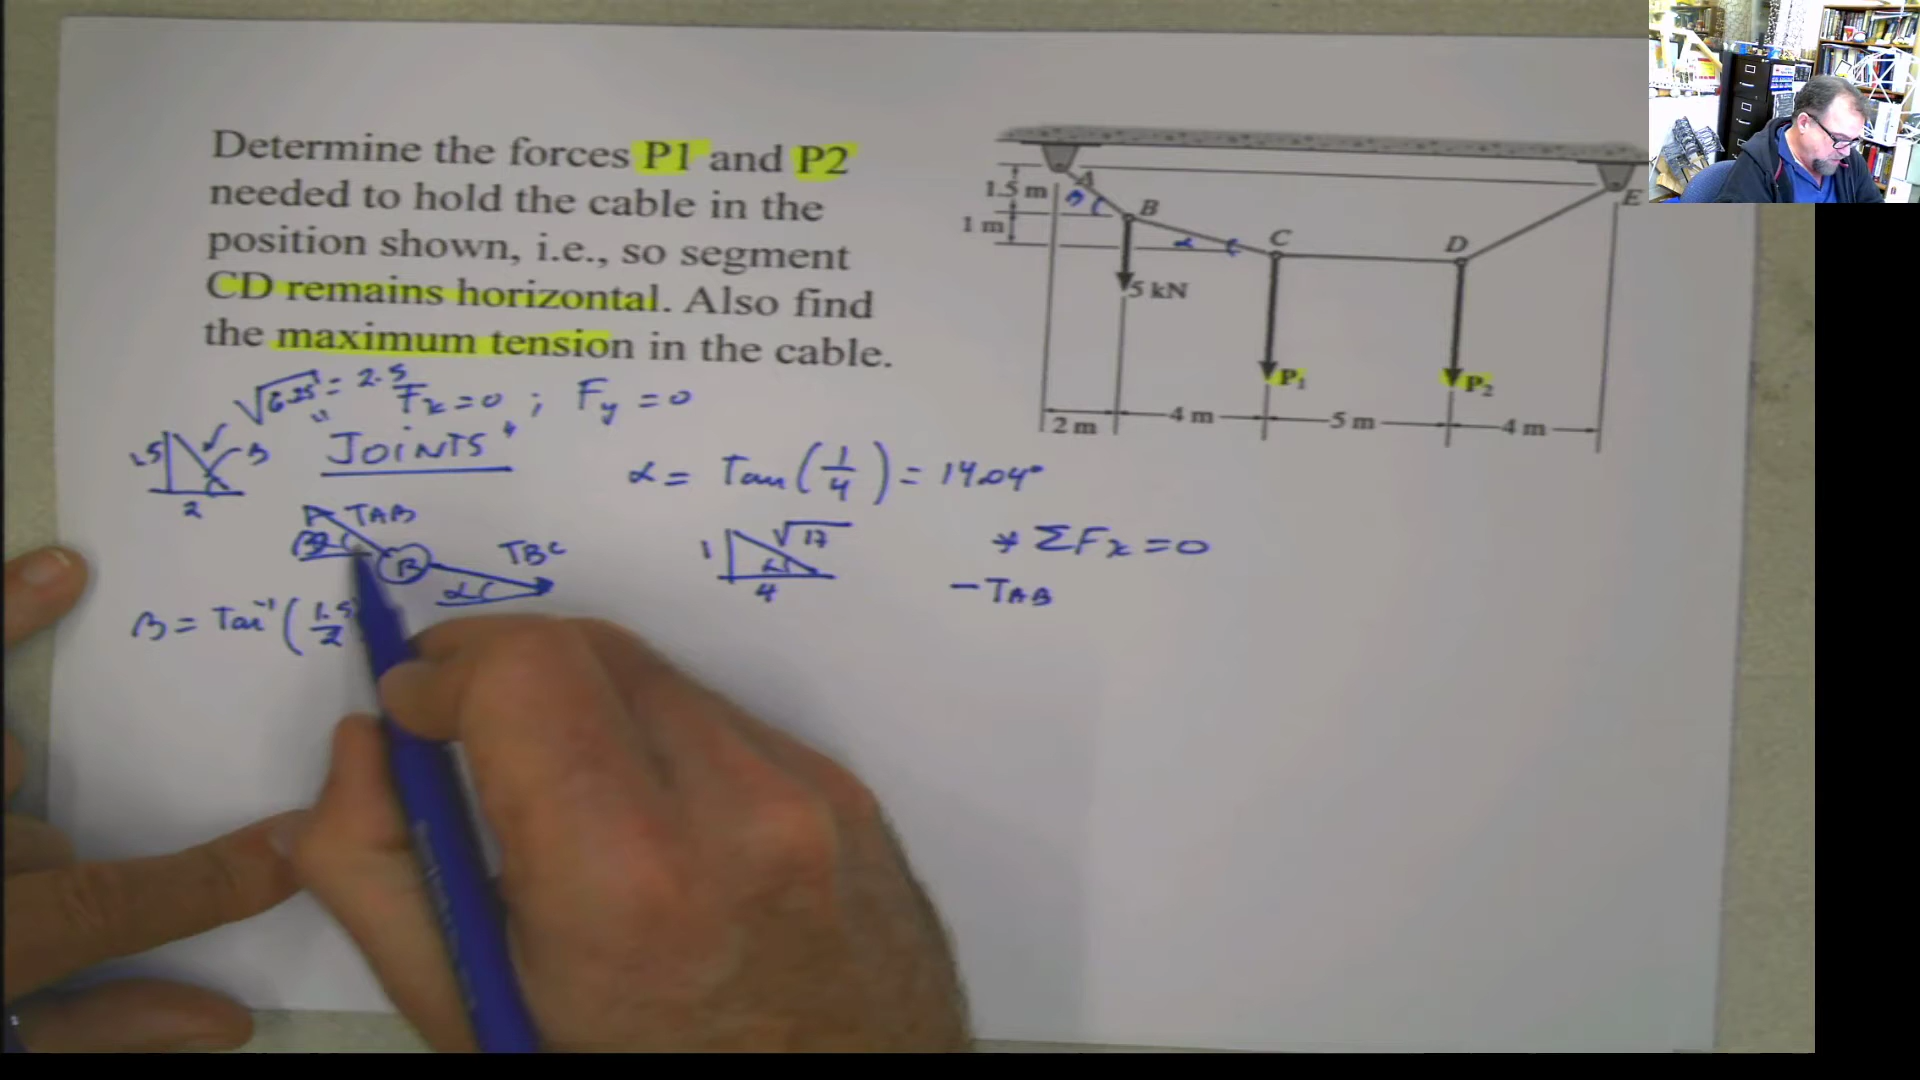 Determine the forces P1 and P2
needed to hold the cable in the
position shown, i.e., so segment
CD remains horizontal. Also find
the maximum tension in the cable.
A
B
C
D
E
1.5 m
1 m
5 kN
P1
P2
2 m
4 m
5 m
4 m
α
√6.25 = 2.5
Fx = 0 ; Fy = 0
JOINTS
1.5
β
2
α = Tan(1/4) = 14.04°
TAB
B
TBC
α
1
√17
α
4
* ΣFx = 0
- TAB
β = Tan⁻¹(1.5/2